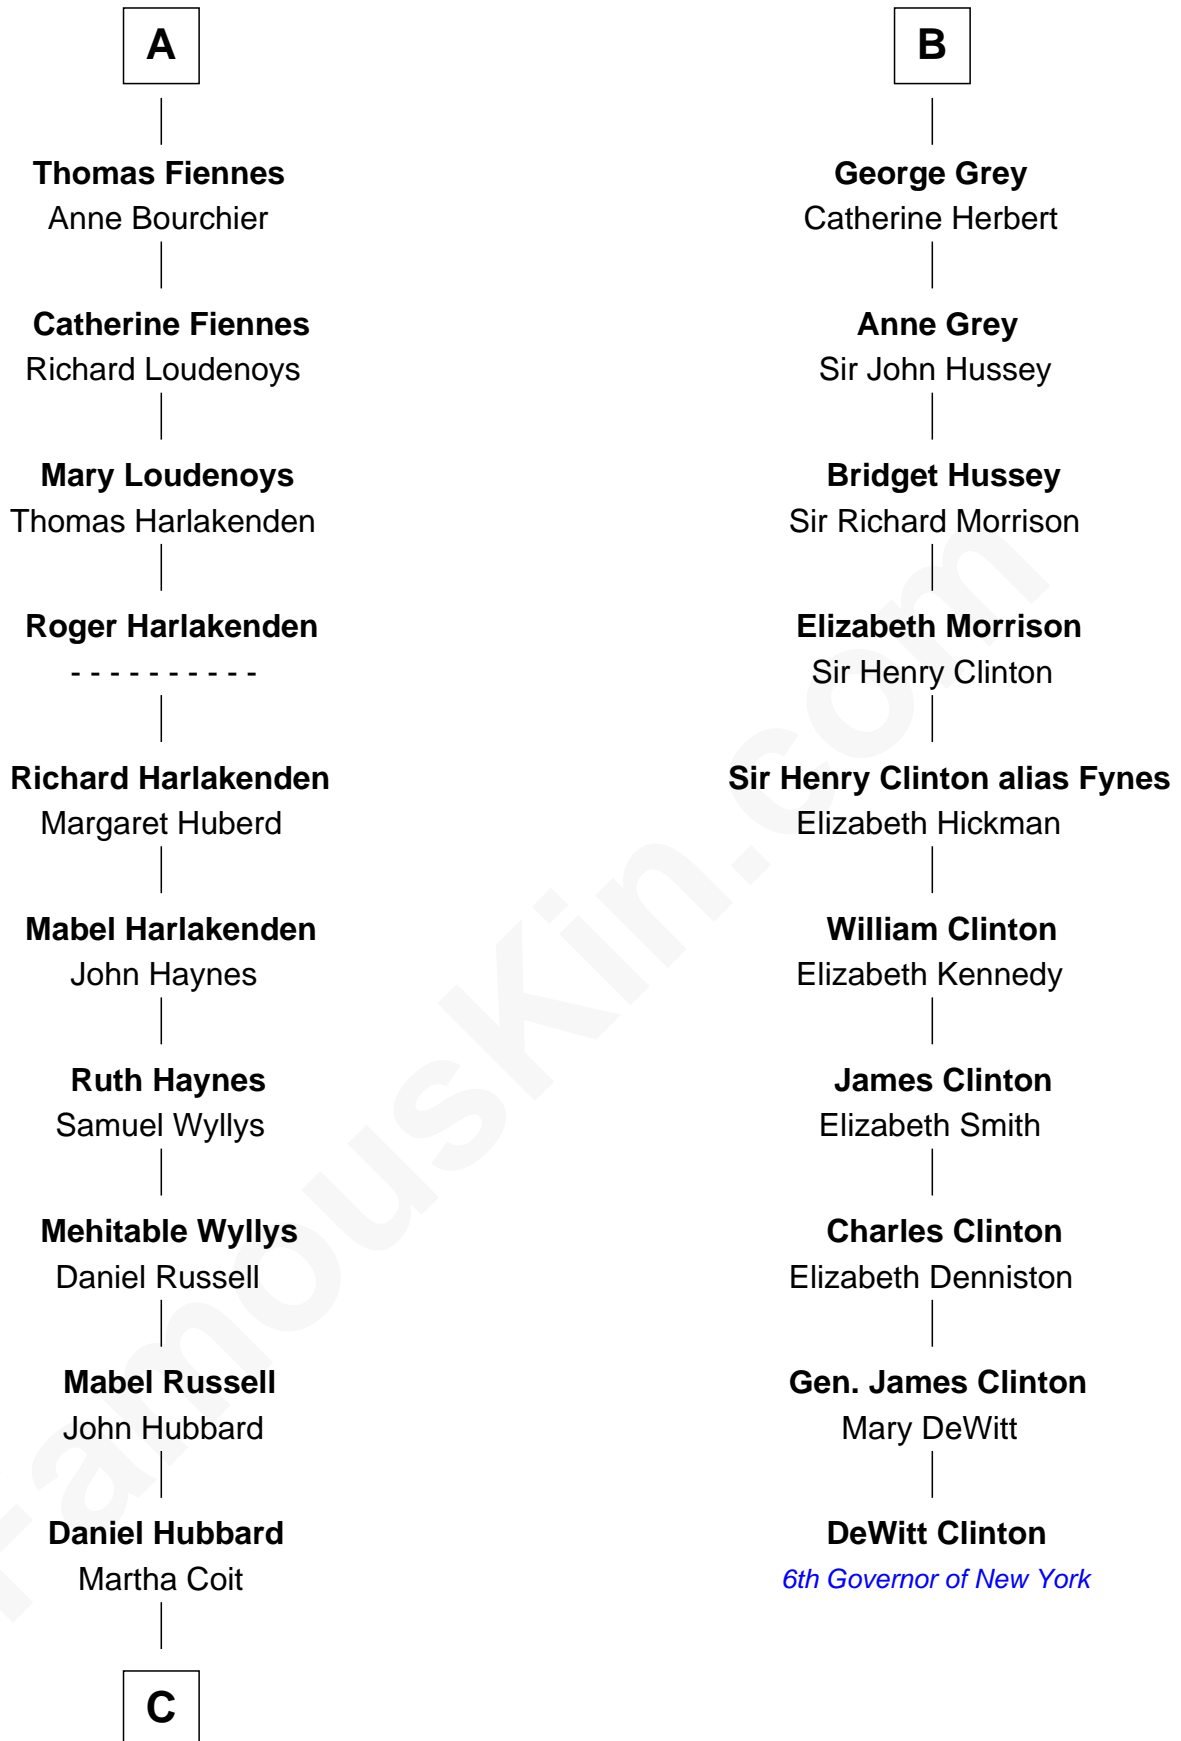 A
Thomas Fiennes
Anne Bourchier
Catherine Fiennes
Richard Loudenoys
Mary Loudenoys
Thomas Harlakenden
Roger Harlakenden
- - - - - - - - - -
Richard Harlakenden
Margaret Huberd
Mabel Harlakenden
John Haynes
Ruth Haynes
Samuel Wyllys
Mehitable Wyllys
Daniel Russell
Mabel Russell
John Hubbard
Daniel Hubbard
Martha Coit
C
B
George Grey
Catherine Herbert
Anne Grey
Sir John Hussey
Bridget Hussey
Sir Richard Morrison
Elizabeth Morrison
Sir Henry Clinton
Sir Henry Clinton alias Fynes
Elizabeth Hickman
William Clinton
Elizabeth Kennedy
James Clinton
Elizabeth Smith
Charles Clinton
Elizabeth Denniston
Gen. James Clinton
Mary DeWitt
DeWitt Clinton
6th Governor of New York
FamousKin.com